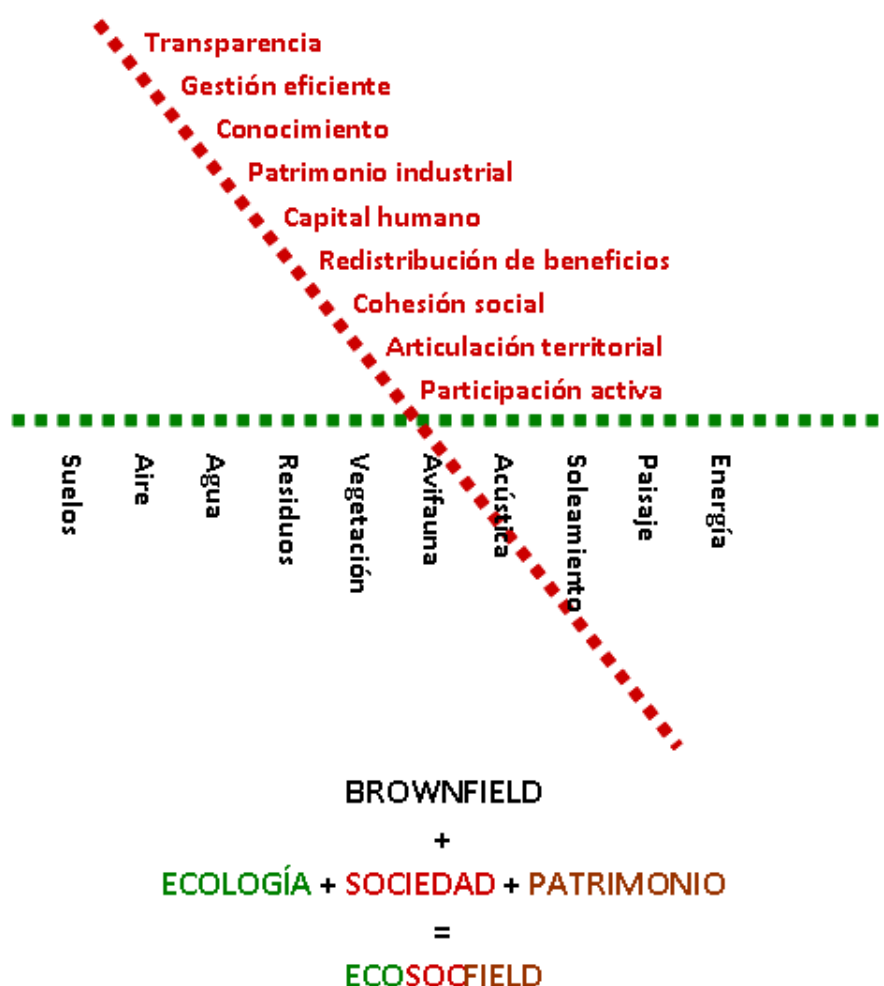 Transparencia
Gestión eficiente
Conocimiento
Patrimonio industrial
Capital humano
Redistribución de beneficios
Cohesión social
Articulación territorial
Participación activa
Suelos
Aire
Agua
Residuos
Vegetación
Avifauna
Acústica
Soleamiento
Paisaje
Energía
BROWNFIELD
+
ECOLOGÍA + SOCIEDAD + PATRIMONIO
=
ECOSOCFIELD